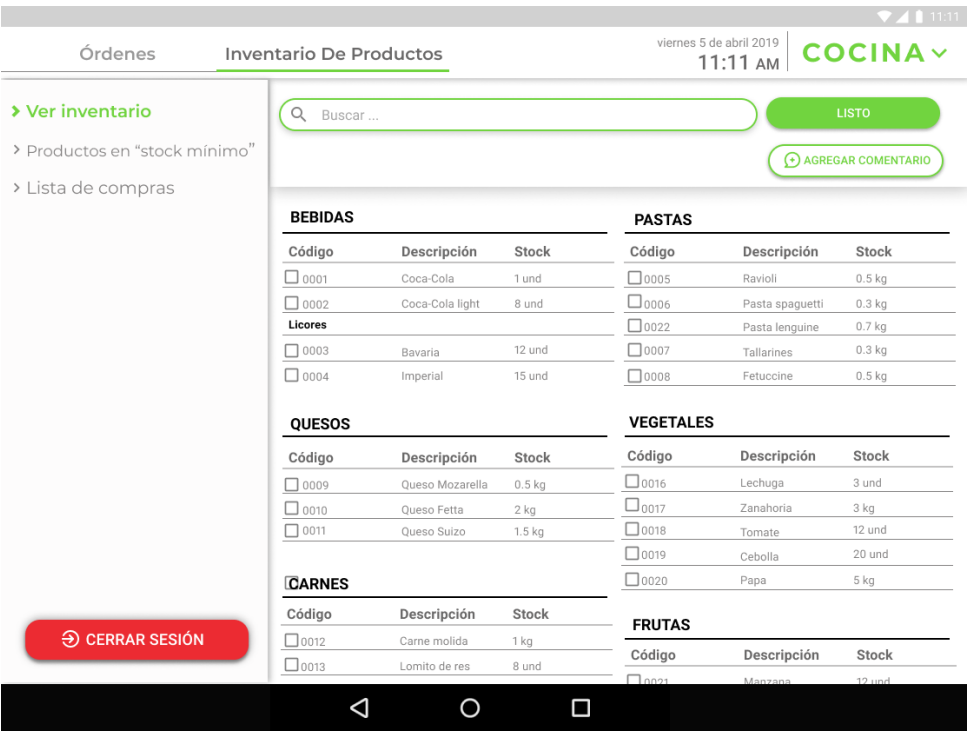 11:11
Órdenes
Inventario De Productos
viernes 5 de abril 2019
11:11 AM
COCINA
Ver inventario
Productos en “stock mínimo”
Lista de compras
CERRAR SESIÓN
Buscar ...
LISTO
AGREGAR COMENTARIO
BEBIDAS
Código Descripción Stock
0001 Coca-Cola 1 und
0002 Coca-Cola light 8 und
Licores
0003 Bavaria 12 und
0004 Imperial 15 und
QUESOS
Código Descripción Stock
0009 Queso Mozarella 0.5 kg
0010 Queso Fetta 2 kg
0011 Queso Suizo 1.5 kg
CARNES
Código Descripción Stock
0012 Carne molida 1 kg
0013 Lomito de res 8 und
PASTAS
Código Descripción Stock
0005 Ravioli 0.5 kg
0006 Pasta spaguetti 0.3 kg
0022 Pasta lenguine 0.7 kg
0007 Tallarines 0.3 kg
0008 Fetuccine 0.5 kg
VEGETALES
Código Descripción Stock
0016 Lechuga 3 und
0017 Zanahoria 3 kg
0018 Tomate 12 und
0019 Cebolla 20 und
0020 Papa 5 kg
FRUTAS
Código Descripción Stock
0021 Manzana 12 und